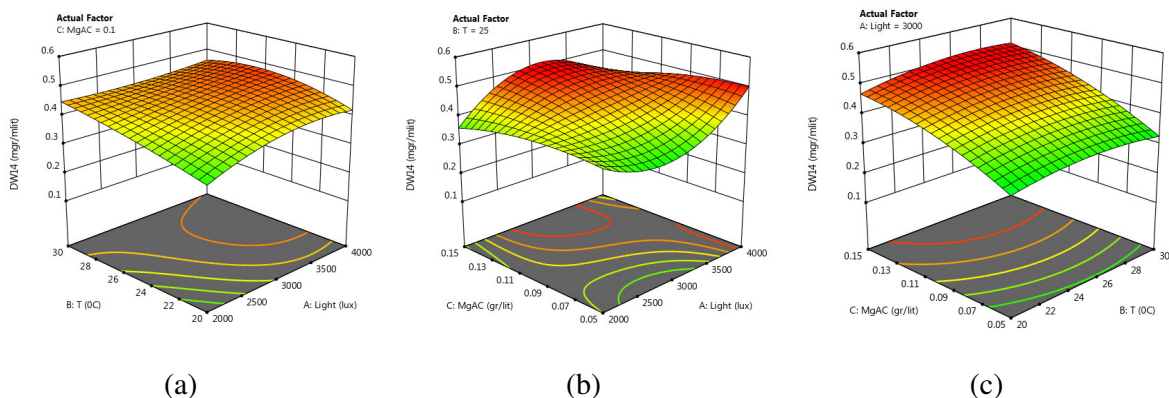 Actual Factor
C: MgAC = 0.1
0.6
0.5
0.4
0.3
0.2
0.1
DW14 (mgr/mlit)
30
28
26
24
22
20
B: T (0C)
2000
2500
3000
3500
4000
A: Light (lux)
(a)
Actual Factor
B: T = 25
0.6
0.5
0.4
0.3
0.2
0.1
DW14 (mgr/mlit)
0.15
0.13
0.11
0.09
0.07
0.05
C: MgAC (gr/lit)
2000
2500
3000
3500
4000
A: Light (lux)
(b)
Actual Factor
A: Light = 3000
0.6
0.5
0.4
0.3
0.2
0.1
DW14 (mgr/mlit)
0.15
0.13
0.11
0.09
0.07
0.05
C: MgAC (gr/lit)
20
22
24
26
28
30
B: T (0C)
(c)